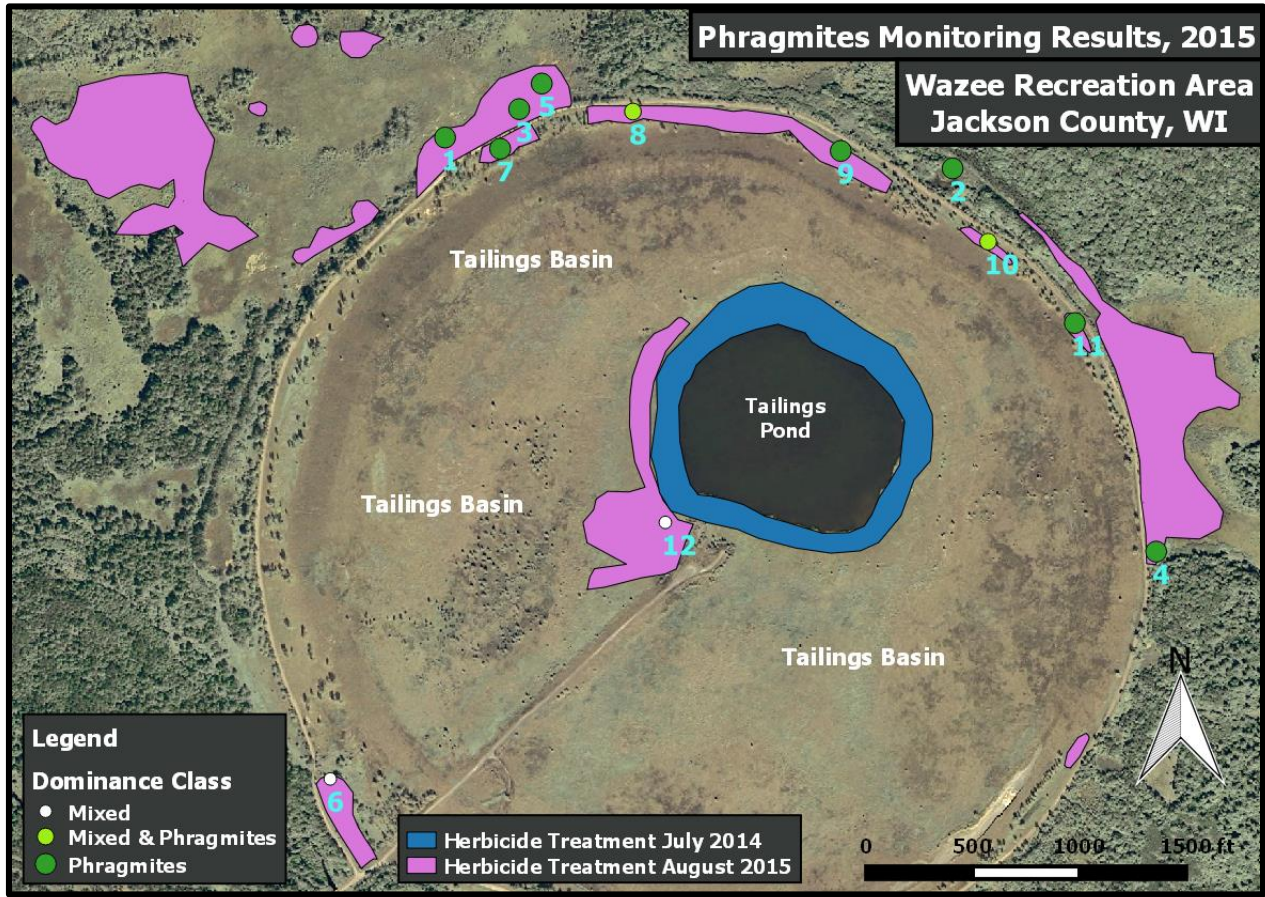 Phragmites Monitoring Results, 2015
Wazee Recreation Area
Jackson County, WI
5
3
1
7
8
9
2
10
11
Tailings Basin
Tailings
Pond
Tailings Basin
12
4
Tailings Basin
N
6
Legend
Dominance Class
Mixed
Mixed & Phragmites
Phragmites
Herbicide Treatment July 2014
Herbicide Treatment August 2015
0 500 1000 1500 ft